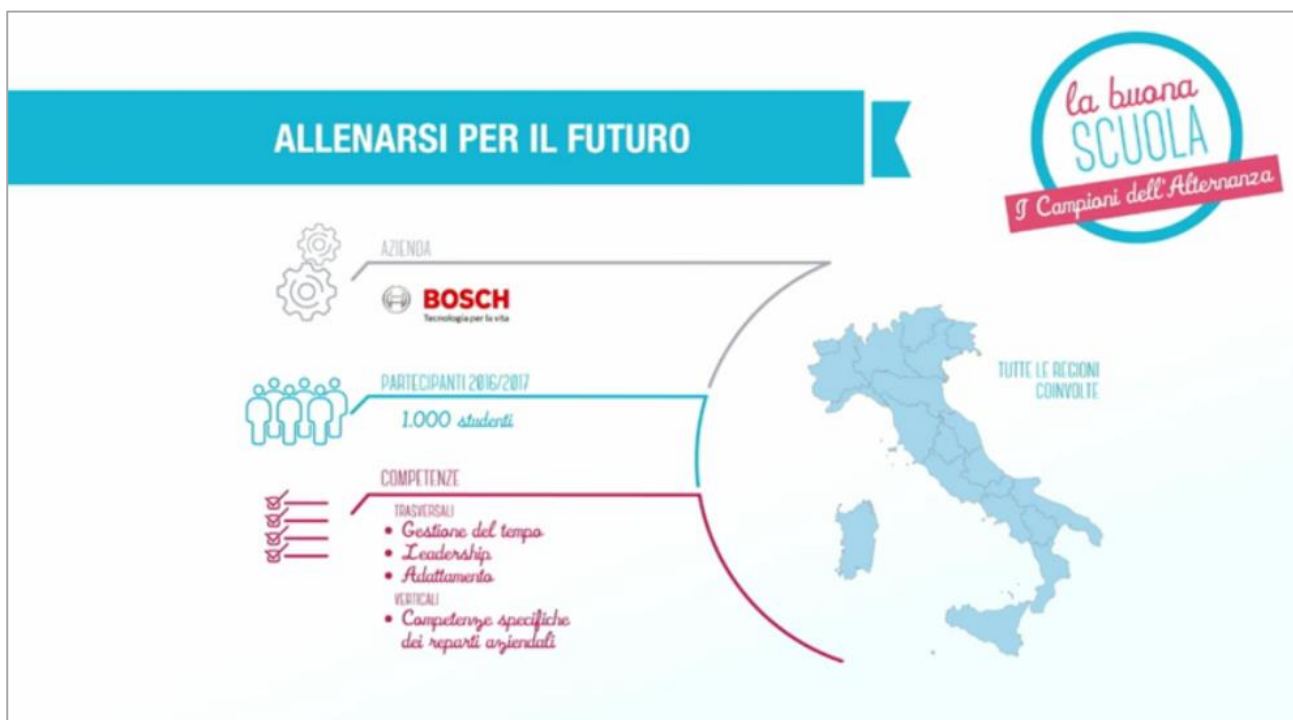 la buona
SCUOLA
I Campioni dell'Alternanza
ALLENARSI PER IL FUTURO
AZIENDA
BOSCH
Tecnologia per la vita
PARTECIPANTI 2016/2017
1.000 studenti
TUTTE LE REGIONI
COINVOLTE
COMPETENZE
TRASVERSALI
• Gestione del tempo
• Leadership
• Adattamento
VERTICALI
• Competenze specifiche
dei reparti aziendali